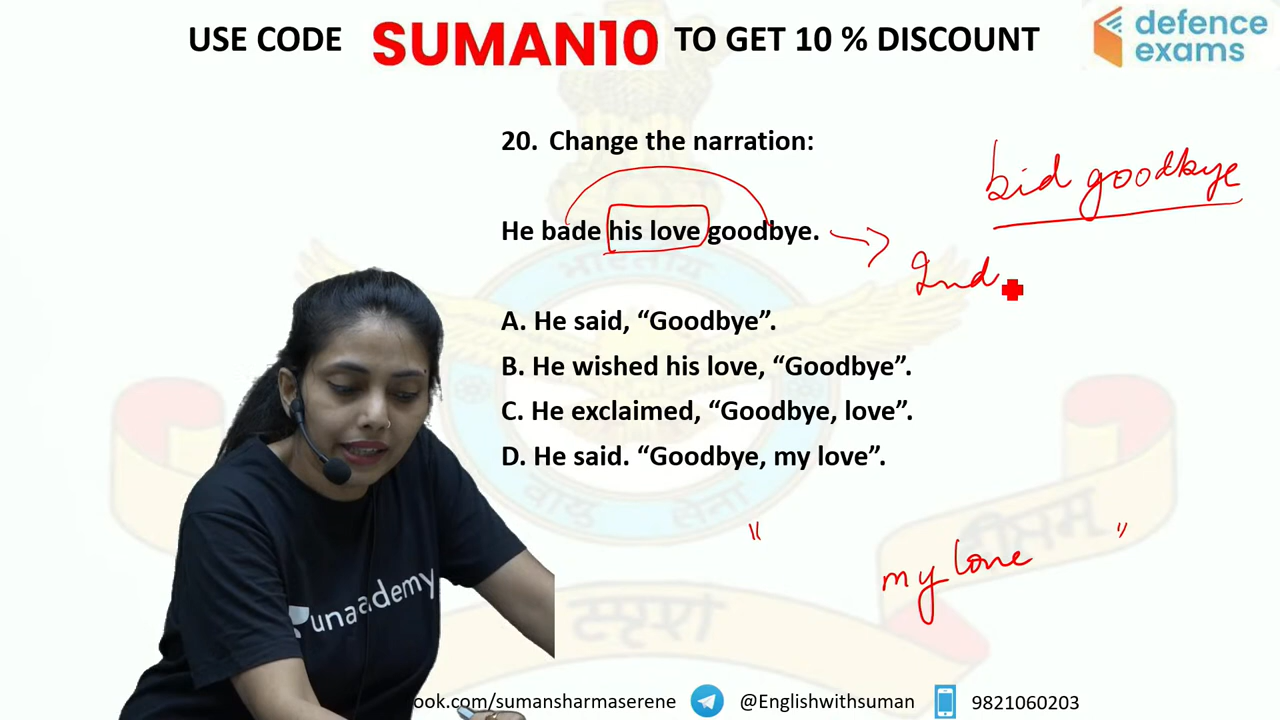 USE CODE SUMAN10 TO GET 10 % DISCOUNT
defence
exams
20. Change the narration:
bid goodbye
He bade his love goodbye.
Ind
A. He said, “Goodbye”.
B. He wished his love, “Goodbye”.
C. He exclaimed, “Goodbye, love”.
D. He said. “Goodbye, my love”.
" my love "
unacademy
ook.com/sumansharmaserene @Englishwithsuman 9821060203